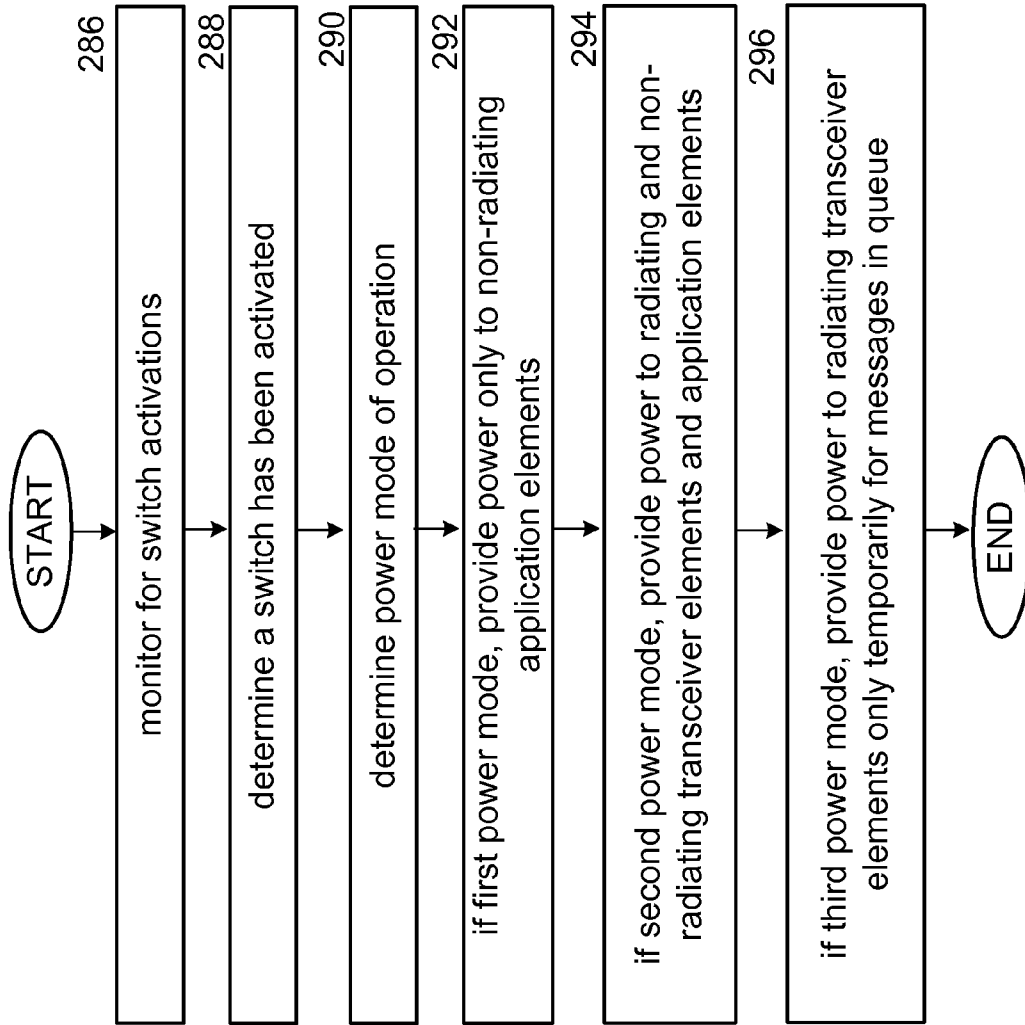 START
286
monitor for switch activations
288
determine a switch has been activated
290
determine power mode of operation
292
if first power mode, provide power only to non-radiating
application elements
294
if second power mode, provide power to radiating and non-
radiating transceiver elements and application elements
296
if third power mode, provide power to radiating transceiver
elements only temporarily for messages in queue
END